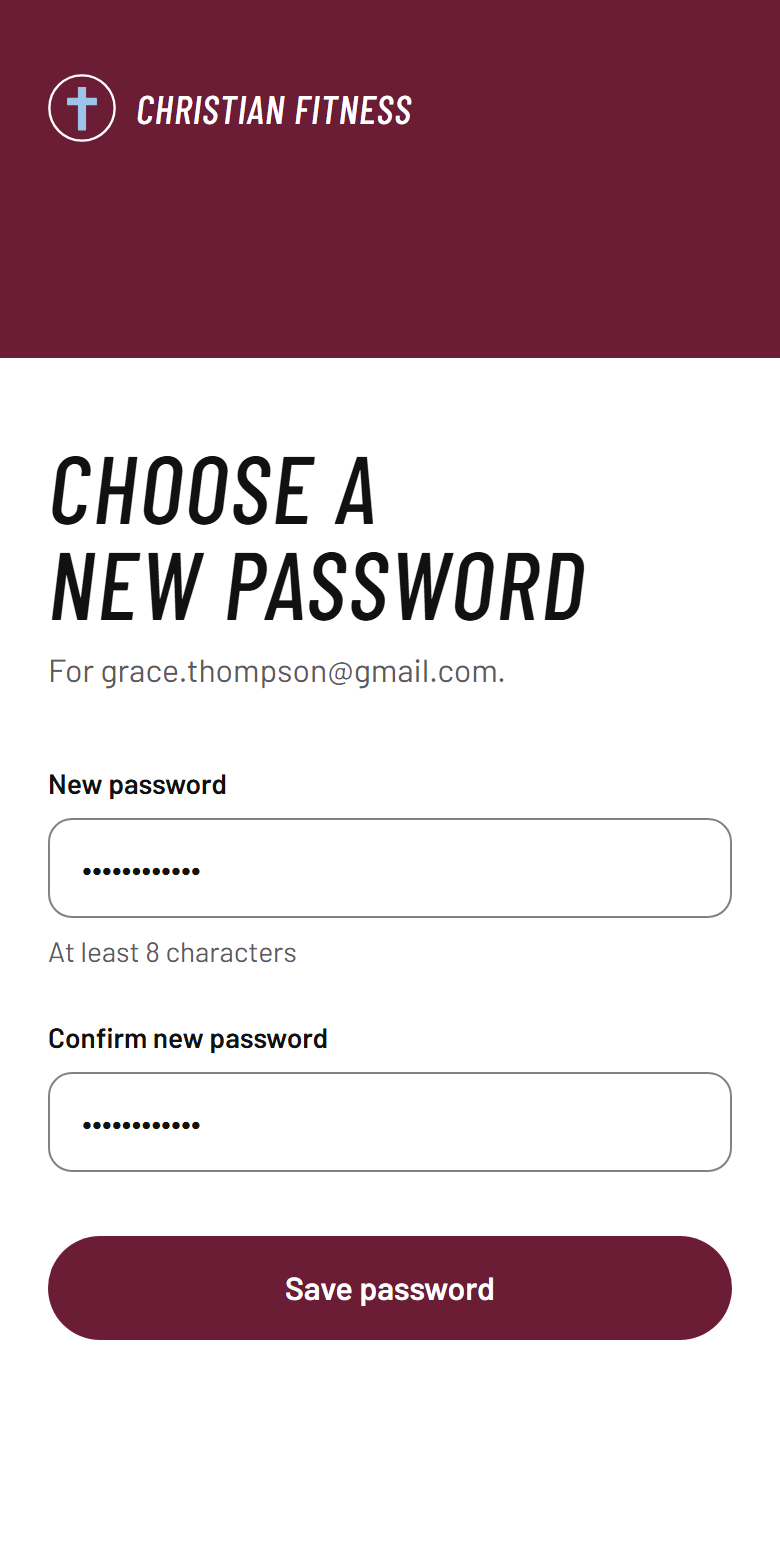 CHRISTIAN FITNESS
CHOOSE A
NEW PASSWORD
For grace.thompson@gmail.com.
New password
••••••••••••
At least 8 characters
Confirm new password
••••••••••••
Save password